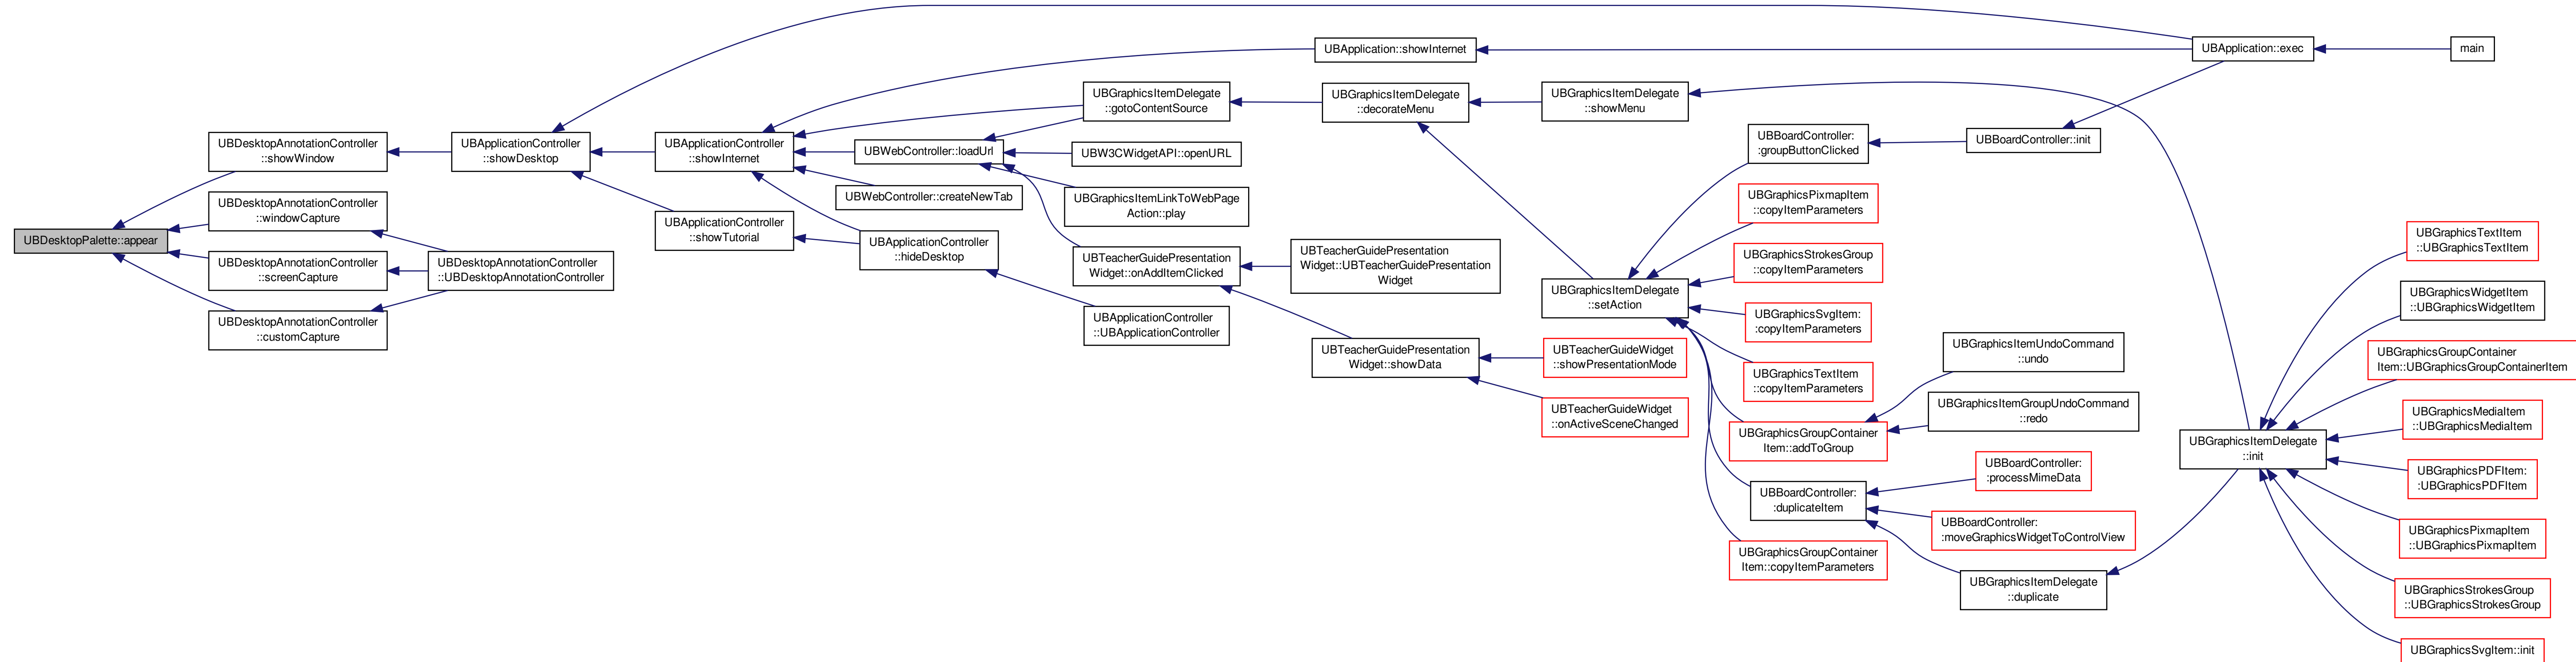 UBDesktopPalette::appear
UBDesktopAnnotationController
::showWindow
UBDesktopAnnotationController
::windowCapture
UBDesktopAnnotationController
::screenCapture
UBDesktopAnnotationController
::customCapture
UBApplicationController
::showDesktop
UBDesktopAnnotationController
::UBDesktopAnnotationController
UBApplicationController
::showInternet
UBApplicationController
::showTutorial
UBWebController::loadUrl
UBWebController::createNewTab
UBApplicationController
::hideDesktop
UBGraphicsItemDelegate
::gotoContentSource
UBW3CWidgetAPI::openURL
UBGraphicsItemLinkToWebPage
Action::play
UBTeacherGuidePresentation
Widget::onAddItemClicked
UBApplicationController
::UBApplicationController
UBApplication::showInternet
UBGraphicsItemDelegate
::decorateMenu
UBTeacherGuidePresentation
Widget::UBTeacherGuidePresentation
Widget
UBTeacherGuidePresentation
Widget::showData
UBGraphicsItemDelegate
::showMenu
UBGraphicsItemDelegate
::setAction
UBTeacherGuideWidget
::showPresentationMode
UBTeacherGuideWidget
::onActiveSceneChanged
UBBoardController:
:groupButtonClicked
UBGraphicsPixmapItem
::copyItemParameters
UBGraphicsStrokesGroup
::copyItemParameters
UBGraphicsSvgItem:
:copyItemParameters
UBGraphicsTextItem
::copyItemParameters
UBGraphicsGroupContainer
Item::addToGroup
UBBoardController:
:duplicateItem
UBGraphicsGroupContainer
Item::copyItemParameters
UBBoardController::init
UBGraphicsItemUndoCommand
::undo
UBGraphicsItemGroupUndoCommand
::redo
UBBoardController:
:processMimeData
UBBoardController:
:moveGraphicsWidgetToControlView
UBGraphicsItemDelegate
::duplicate
UBApplication::exec
UBGraphicsItemDelegate
::init
main
UBGraphicsTextItem
::UBGraphicsTextItem
UBGraphicsWidgetItem
::UBGraphicsWidgetItem
UBGraphicsGroupContainer
Item::UBGraphicsGroupContainerItem
UBGraphicsMediaItem
::UBGraphicsMediaItem
UBGraphicsPDFItem:
:UBGraphicsPDFItem
UBGraphicsPixmapItem
::UBGraphicsPixmapItem
UBGraphicsStrokesGroup
::UBGraphicsStrokesGroup
UBGraphicsSvgItem::init